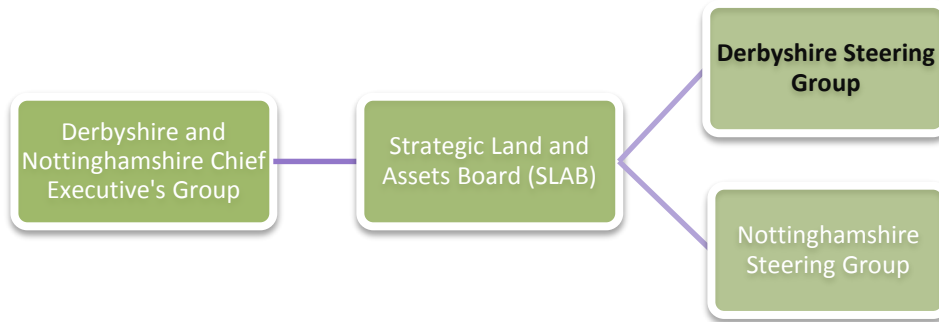 Derbyshire and
Nottinghamshire Chief
Executive's Group
Strategic Land and
Assets Board (SLAB)
Derbyshire Steering
Group
Nottinghamshire
Steering Group